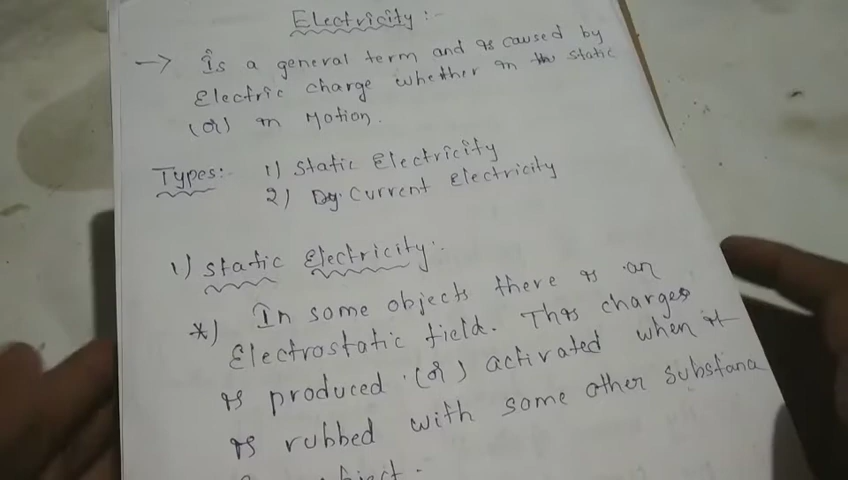 Electricity :-
→ Is a general term and is caused by
Electric charge whether in the static
(or) in Motion.
Types:- 1) Static Electricity
2) Dy. Current electricity
1) Static Electricity:-
*) In some objects there is an
Electrostatic field. This charges
is produced (or) activated when it
is rubbed with some other substana